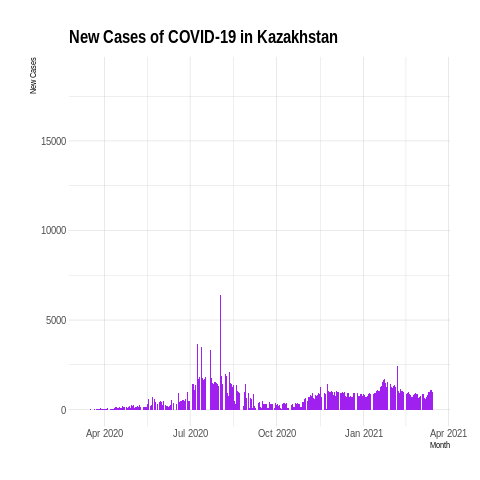 New Cases of COVID-19 in Kazakhstan
New Cases
15000
10000
5000
0
Apr 2020
Jul 2020
Oct 2020
Jan 2021
Apr 2021
Month